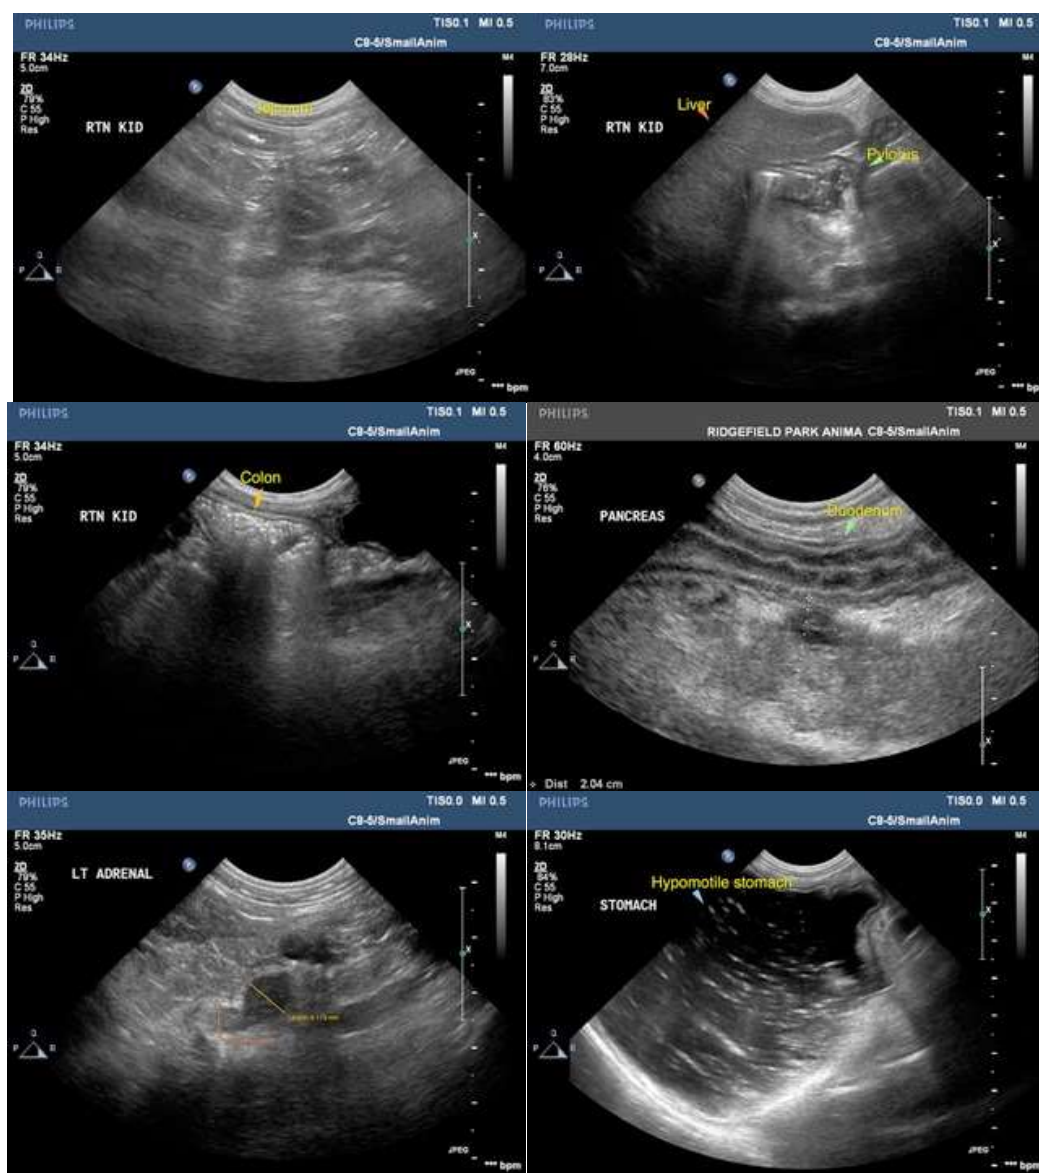 PHILIPS
TIS0.1 MI 0.5
C8-5/SmallAnim
FR 34Hz
5.0cm
M4
2D
79%
C 55
P High
Res
RTN KID
Jejunum
X
G
P R
JPEG
*** bpm
PHILIPS
TIS0.1 MI 0.5
C8-5/SmallAnim
FR 28Hz
7.0cm
M4
2D
83%
C 55
P High
Res
RTN KID
Liver
Pylorus
X
G
P R
JPEG
*** bpm
PHILIPS
TIS0.1 MI 0.5
C8-5/SmallAnim
FR 34Hz
5.0cm
M4
2D
79%
C 55
P High
Res
RTN KID
Colon
X
G
P R
JPEG
*** bpm
PHILIPS
TIS0.1 MI 0.5
RIDGEFIELD PARK ANIMA C8-5/SmallAnim
FR 60Hz
4.0cm
M4
2D
76%
C 55
P High
Res
PANCREAS
Duodenum
X
G
P R
Dist 2.04 cm
PHILIPS
TIS0.0 MI 0.5
C8-5/SmallAnim
FR 35Hz
5.0cm
M4
2D
79%
C 55
P High
Res
LT ADRENAL
X
G
P R
JPEG
*** bpm
PHILIPS
TIS0.0 MI 0.5
C8-5/SmallAnim
FR 30Hz
8.1cm
M4
2D
84%
C 55
P High
Res
Hypomotile stomach
STOMACH
X
G
P R
JPEG
*** bpm